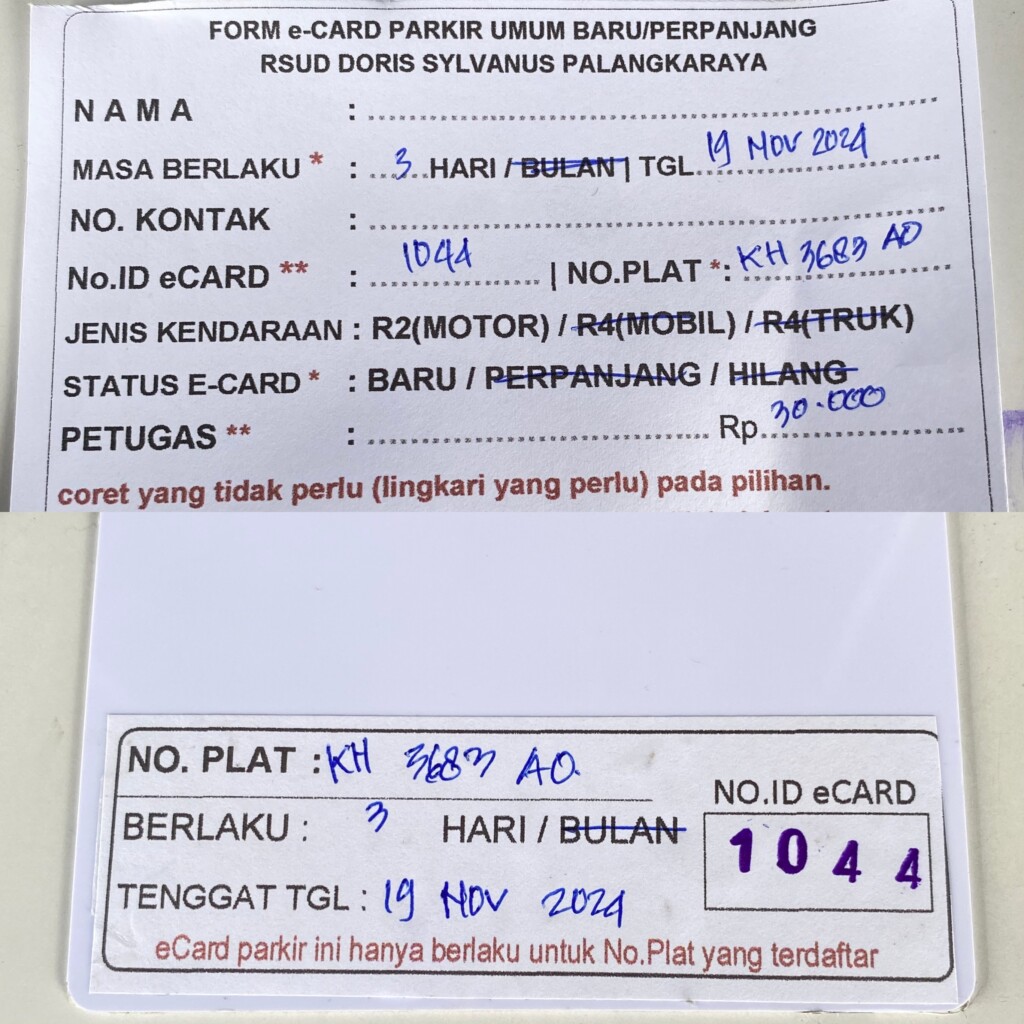 FORM e-CARD PARKIR UMUM BARU/PERPANJANG
RSUD DORIS SYLVANUS PALANGKARAYA
N A M A :
MASA BERLAKU * : 3 HARI / BULAN | TGL 19 NOV 2024
NO. KONTAK :
No.ID eCARD ** : 1044 | NO.PLAT *: KH 3683 AO
JENIS KENDARAAN : R2(MOTOR) / R4(MOBIL) / R4(TRUK)
STATUS E-CARD * : BARU / PERPANJANG / HILANG
PETUGAS ** : Rp. 30.000
coret yang tidak perlu (lingkari yang perlu) pada pilihan.
NO. PLAT : KH 3683 AO
NO.ID eCARD
BERLAKU : 3 HARI / BULAN
1044
TENGGAT TGL : 19 NOV 2024
eCard parkir ini hanya berlaku untuk No.Plat yang terdaftar